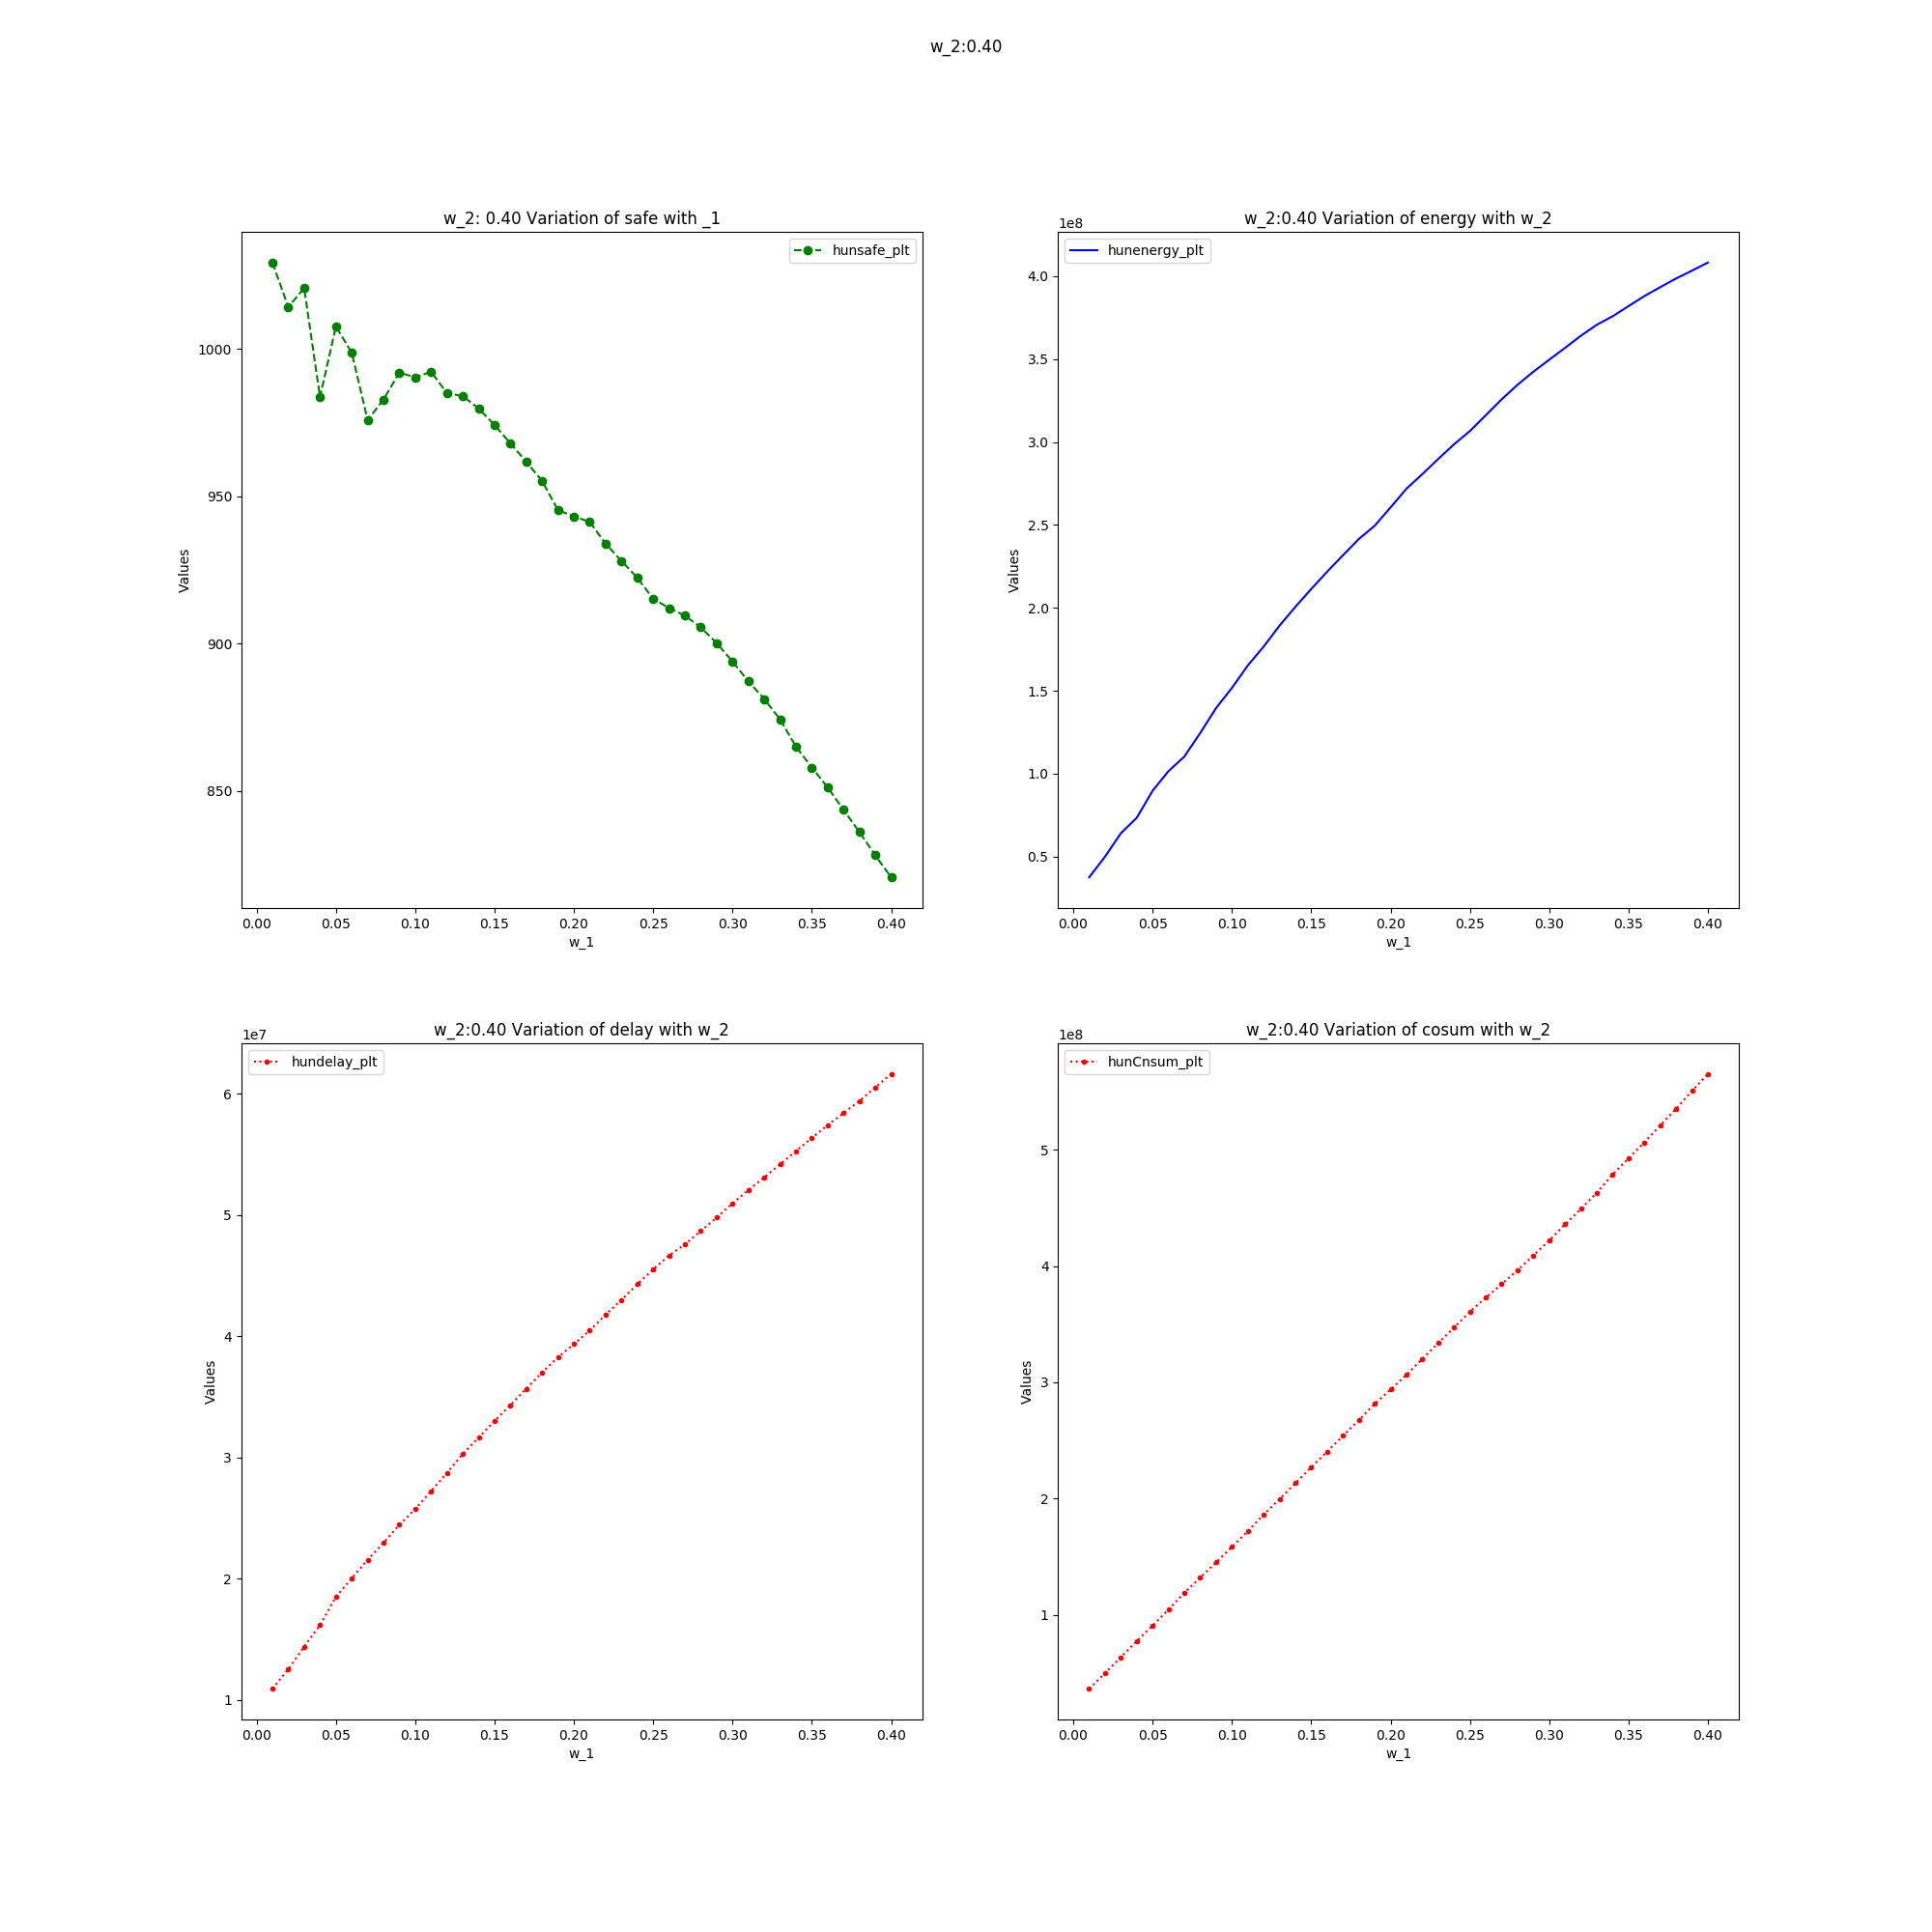 w_2:0.40
w_2: 0.40 Variation of safe with _1
hunsafe_plt
1000
950
900
850
Values
0.00 0.05 0.10 0.15 0.20 0.25 0.30 0.35 0.40
w_1
w_2:0.40 Variation of energy with w_2
1e8
hunenergy_plt
4.0
3.5
3.0
2.5
2.0
1.5
1.0
0.5
Values
0.00 0.05 0.10 0.15 0.20 0.25 0.30 0.35 0.40
w_1
w_2:0.40 Variation of delay with w_2
1e7
hundelay_plt
6
5
4
3
2
1
Values
0.00 0.05 0.10 0.15 0.20 0.25 0.30 0.35 0.40
w_1
w_2:0.40 Variation of cosum with w_2
1e8
hunCnsum_plt
5
4
3
2
1
Values
0.00 0.05 0.10 0.15 0.20 0.25 0.30 0.35 0.40
w_1